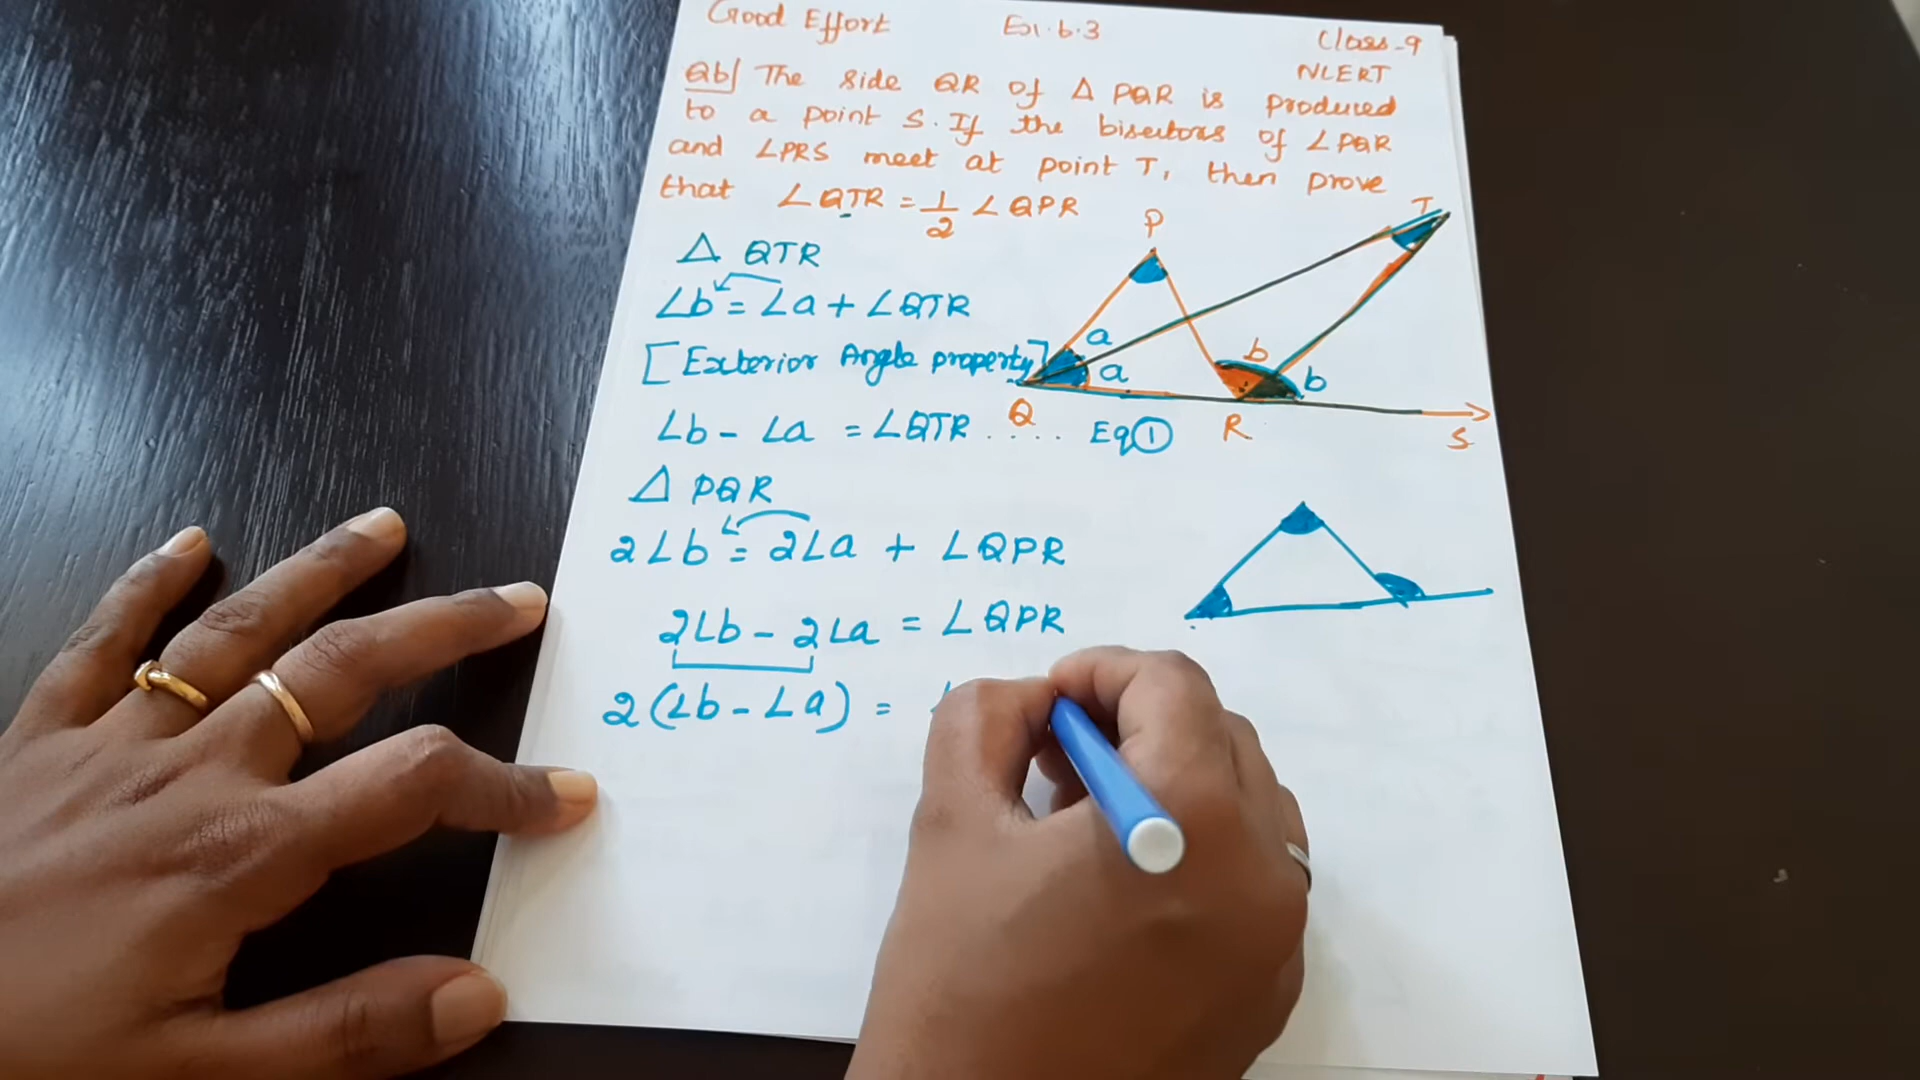 Good Effort Ex.6.3 Class-9
NCERT
Q6/ The side QR of Δ PQR is produced
to a point S. If the bisectors of ∠PQR
and ∠PRS meet at point T, then prove
that ∠QTR = 1/2 ∠QPR
P
T
Δ QTR
∠b = ∠a + ∠QTR
a
b
[Exterior Angle property]
a
b
Q
R
S
∠b - ∠a = ∠QTR ..... Eq ①
Δ PQR
2∠b = 2∠a + ∠QPR
2∠b - 2∠a = ∠QPR
2(∠b - ∠a) = ∠